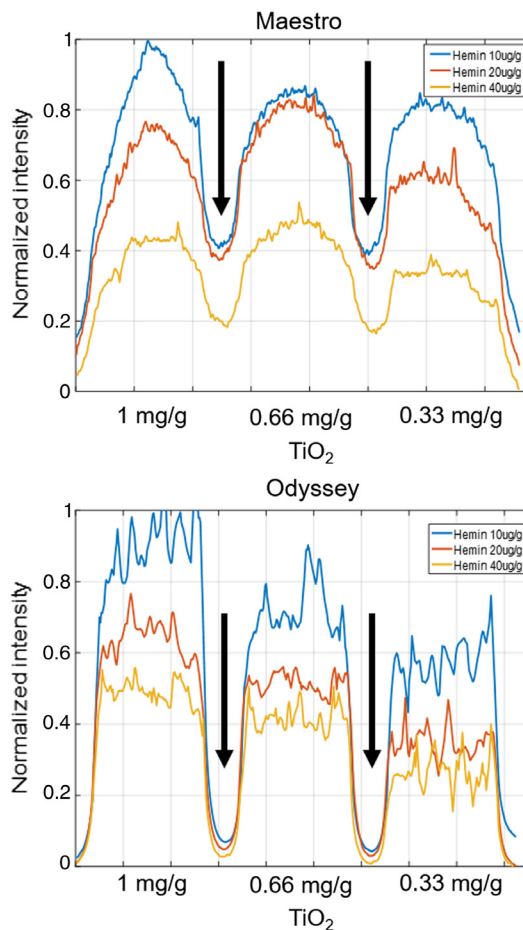 Maestro
Normalized intensity
1
0.8
0.6
0.4
0.2
0
Hemin 10ug/g
Hemin 20ug/g
Hemin 40ug/g
1 mg/g 0.66 mg/g 0.33 mg/g
TiO₂
Odyssey
Normalized intensity
1
0.8
0.6
0.4
0.2
0
Hemin 10ug/g
Hemin 20ug/g
Hemin 40ug/g
1 mg/g 0.66 mg/g 0.33 mg/g
TiO₂